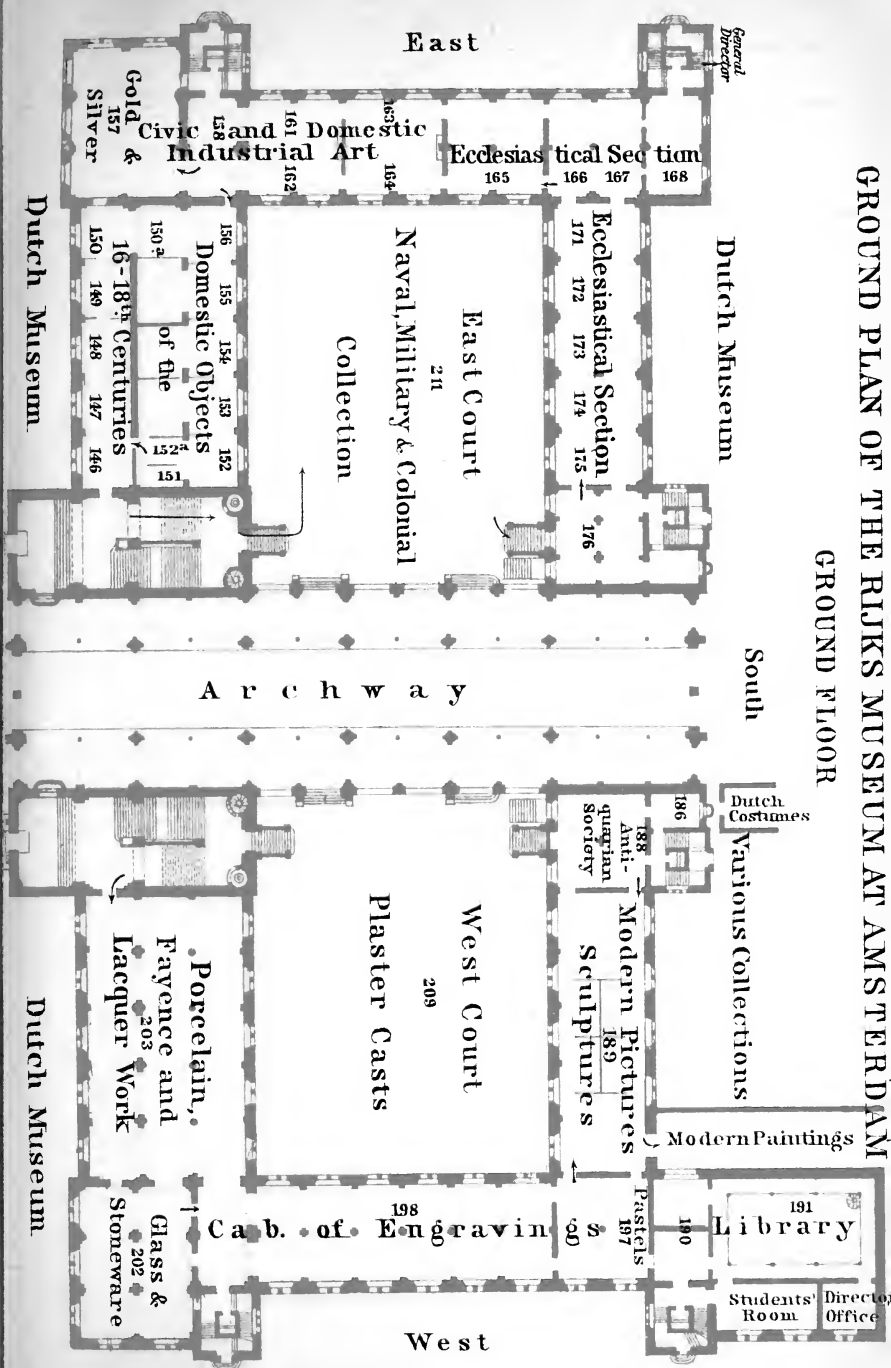 GROUND PLAN OF THE RIJKS MUSEUM AT AMSTERDAM
GROUND FLOOR
East
General
Director
Gold &
157
Silver
158
Civic and Domestic
Industrial Art
161
162
163
164
Ecclesiastical Section
165
166
167
168
Dutch Museum
150
149
148
147
146
16-18th Centuries
150a
of the
152a
151
Domestic Objects
156
155
154
153
152
East Court
211
Naval, Military & Colonial
Collection
Ecclesiastical Section
171
172
173
174
175
176
Dutch Museum
South
Archway
Dutch
Costumes
186
188
Anti-
quarian
society
Various Collections
Modern Pictures
189
Sculptures
West Court
209
Plaster Casts
Porcelain,
Fayence and
203
Lacquer Work
Dutch Museum
Modern Paintings
Glass &
202
Stoneware
198
Cab. of Engravings
Pastels
197
190
191
Library
Students'
Room
Director
Office
West